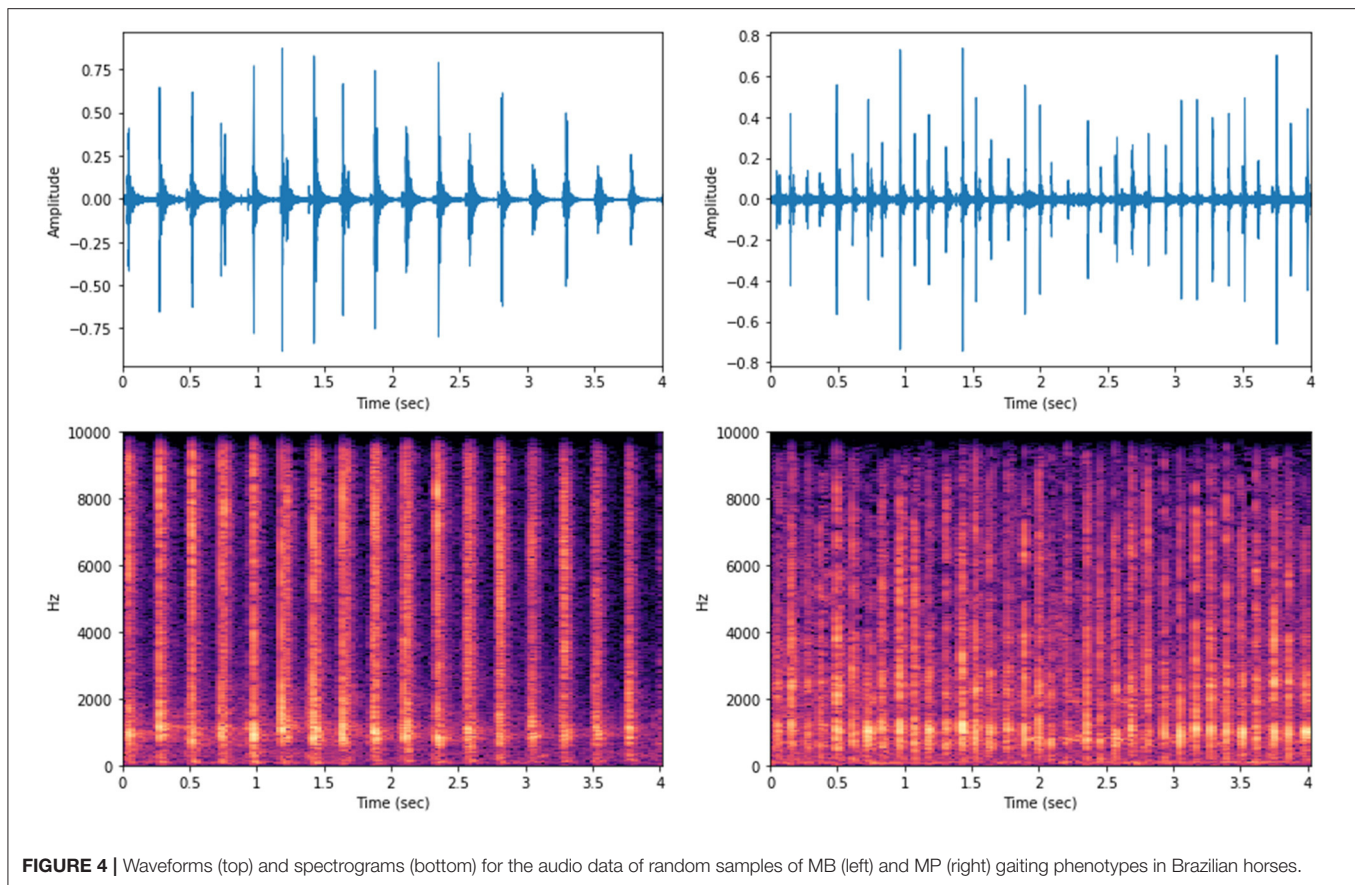 0.75
0.50
0.25
0.00
−0.25
−0.50
−0.75
Amplitude
0 0.5 1 1.5 2 2.5 3 3.5 4
Time (sec)
0.8
0.6
0.4
0.2
0.0
−0.2
−0.4
−0.6
−0.8
Amplitude
0 0.5 1 1.5 2 2.5 3 3.5 4
Time (sec)
10000
8000
6000
4000
2000
0
Hz
0 0.5 1 1.5 2 2.5 3 3.5 4
Time (sec)
10000
8000
6000
4000
2000
0
Hz
0 0.5 1 1.5 2 2.5 3 3.5 4
Time (sec)
FIGURE 4 | Waveforms (top) and spectrograms (bottom) for the audio data of random samples of MB (left) and MP (right) gaiting phenotypes in Brazilian horses.